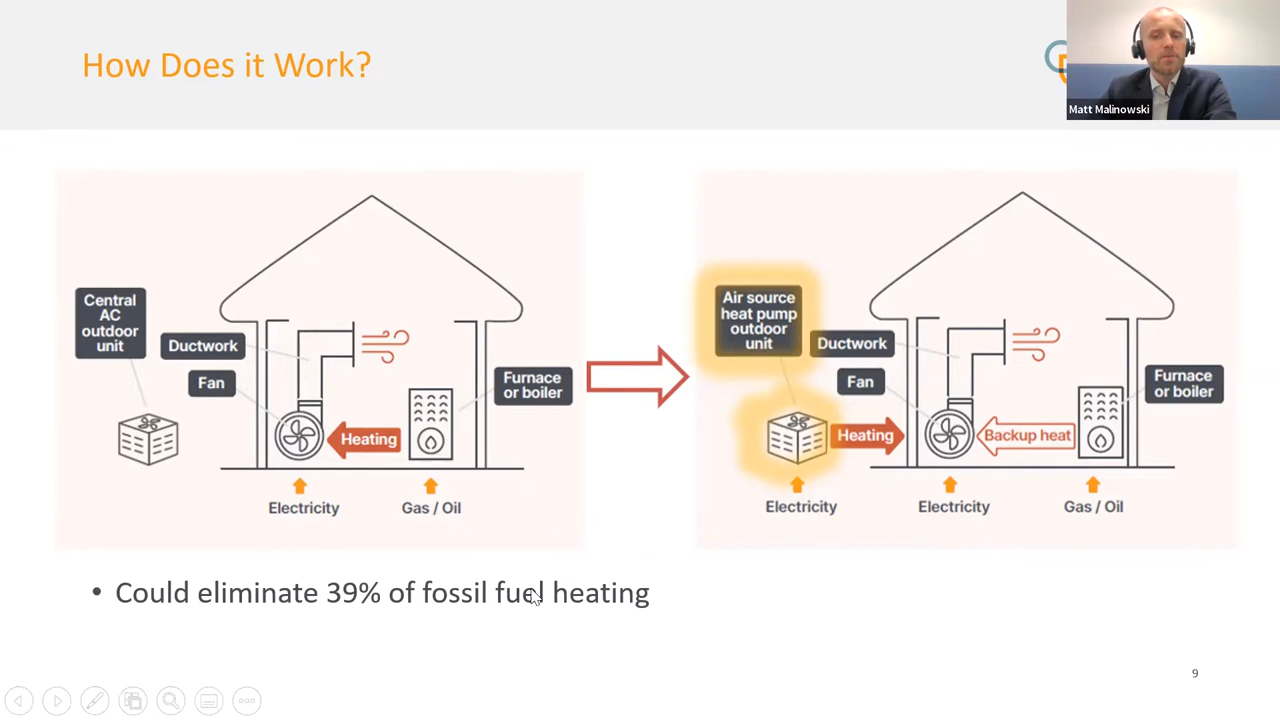 How Does it Work?
Matt Malinowski
Central
AC
outdoor
unit
Ductwork
Fan
Heating
Furnace
or boiler
Electricity
Gas / Oil
Air source
heat pump
outdoor
unit
Ductwork
Fan
Heating
Backup heat
Furnace
or boiler
Electricity
Electricity
Gas / Oil
• Could eliminate 39% of fossil fuel heating
9